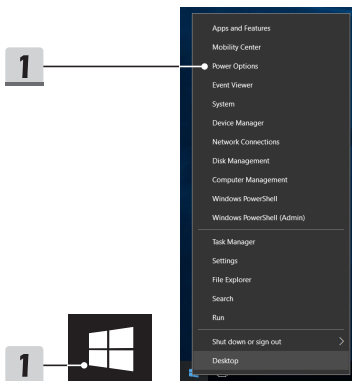 Apps and Features
Mobility Center
1
Power Options
Event Viewer
System
Device Manager
Network Connections
Disk Management
Computer Management
Windows PowerShell
Windows PowerShell (Admin)
Task Manager
Settings
File Explorer
Search
Run
Shut down or sign out
1
Desktop